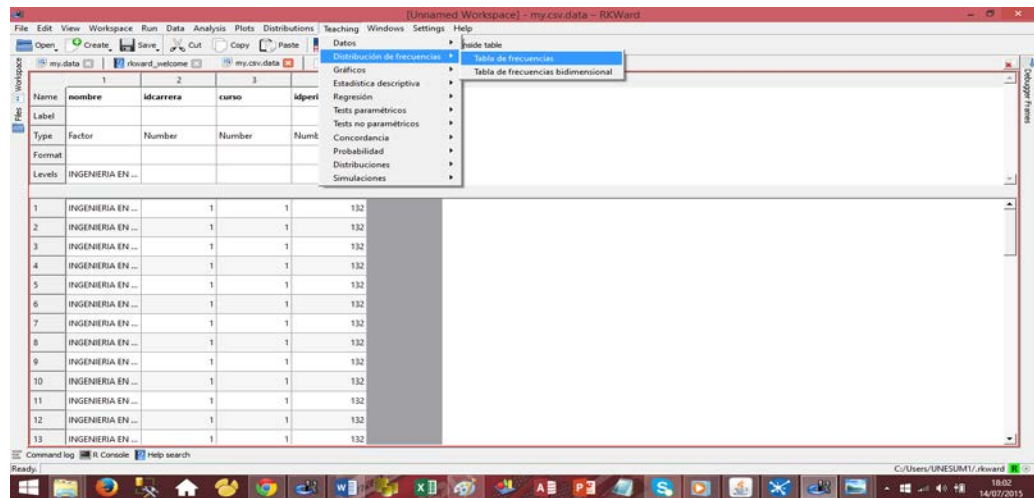 [Unnamed Workspace] - my.csv.data - RKWard
File Edit View Workspace Run Data Analysis Plots Distributions Teaching Windows Settings Help
Open Create Save Cut Copy Paste
nside table
my.data rkward_welcome my.csv.data
Datos
Distribución de frecuencias
Gráficos
Estadística descriptiva
Regresión
Tests paramétricos
Tests no paramétricos
Concordancia
Probabilidad
Distribuciones
Simulaciones
Tabla de frecuencias
Tabla de frecuencias bidimensional
Workspace
Files
Debugger Frames
1 2 3
Name nombre idcarrera curso idperi
Label
Type Factor Number Number Numb
Format
Levels INGENIERIA EN ...
1 INGENIERIA EN ... 1 1 132
2 INGENIERIA EN ... 1 1 132
3 INGENIERIA EN ... 1 1 132
4 INGENIERIA EN ... 1 1 132
5 INGENIERIA EN ... 1 1 132
6 INGENIERIA EN ... 1 1 132
7 INGENIERIA EN ... 1 1 132
8 INGENIERIA EN ... 1 1 132
9 INGENIERIA EN ... 1 1 132
10 INGENIERIA EN ... 1 1 132
11 INGENIERIA EN ... 1 1 132
12 INGENIERIA EN ... 1 1 132
13 INGENIERIA EN ... 1 1 132
Command log R Console Help search
Ready.
C:/Users/UNESUM1/.rkward
18:02
14/07/2015